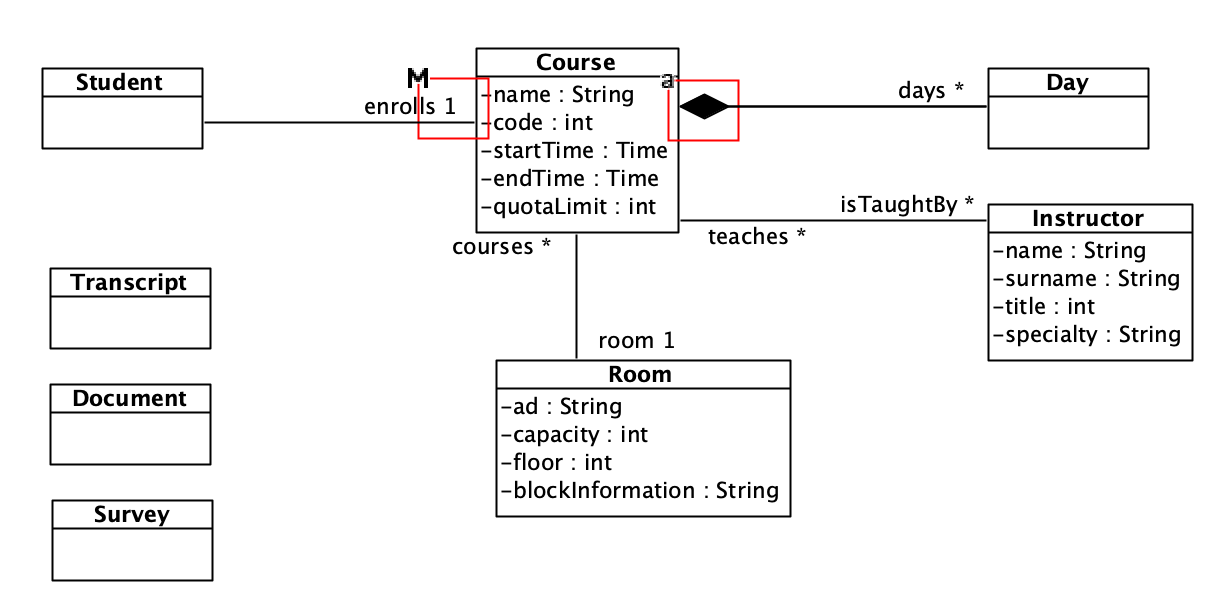 Student
M
enrolls 1
Course
-name : String
-code : int
-startTime : Time
-endTime : Time
-quotaLimit : int
a
days *
Day
isTaughtBy *
teaches *
Instructor
-name : String
-surname : String
-title : int
-specialty : String
courses *
room 1
Room
-ad : String
-capacity : int
-floor : int
-blockInformation : String
Transcript
Document
Survey